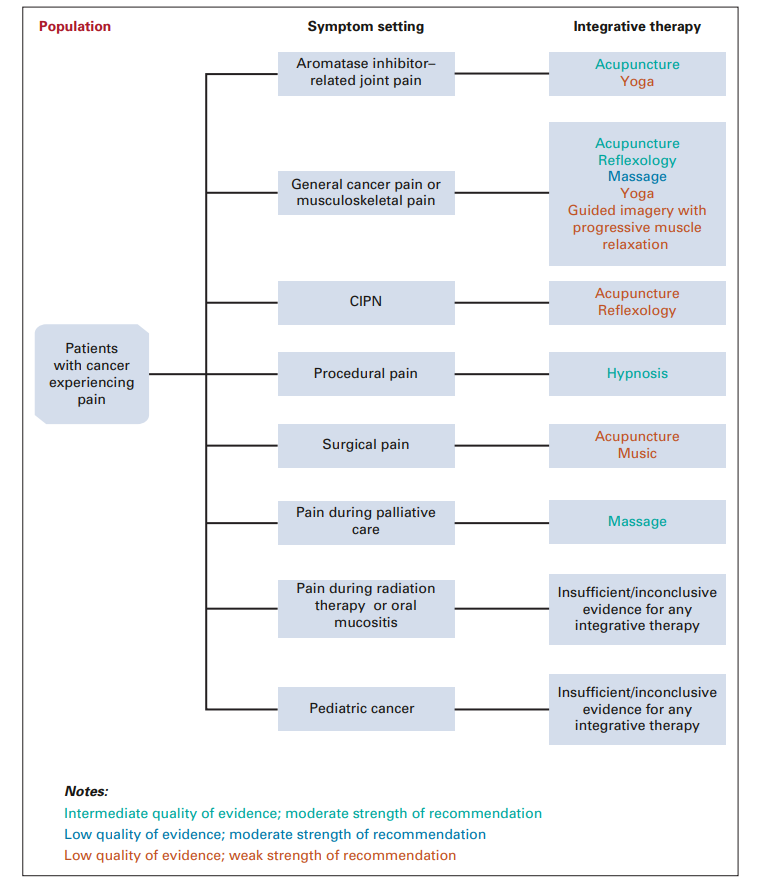 Population
Symptom setting
Integrative therapy
Patients
with cancer
experiencing
pain
Aromatase inhibitor–
related joint pain
Acupuncture
Yoga
General cancer pain or
musculoskeletal pain
Acupuncture
Reflexology
Massage
Yoga
Guided imagery with
progressive muscle
relaxation
CIPN
Acupuncture
Reflexology
Procedural pain
Hypnosis
Surgical pain
Acupuncture
Music
Pain during palliative
care
Massage
Pain during radiation
therapy or oral
mucositis
Insufficient/inconclusive
evidence for any
integrative therapy
Pediatric cancer
Insufficient/inconclusive
evidence for any
integrative therapy
Notes:
Intermediate quality of evidence; moderate strength of recommendation
Low quality of evidence; moderate strength of recommendation
Low quality of evidence; weak strength of recommendation